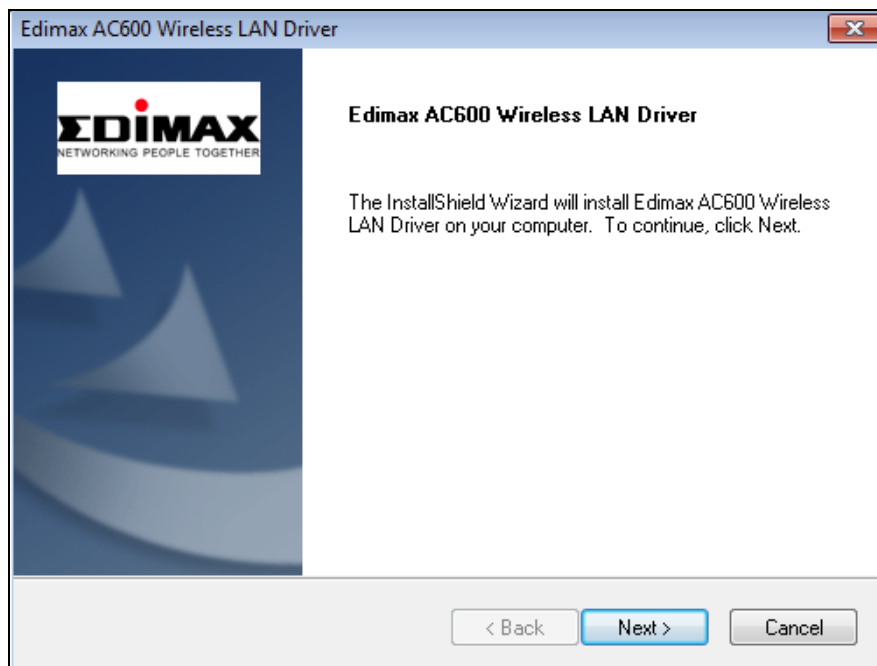 Edimax AC600 Wireless LAN Driver
EDIMAX
NETWORKING PEOPLE TOGETHER
Edimax AC600 Wireless LAN Driver
The InstallShield Wizard will install Edimax AC600 Wireless
LAN Driver on your computer. To continue, click Next.
< Back
Next >
Cancel